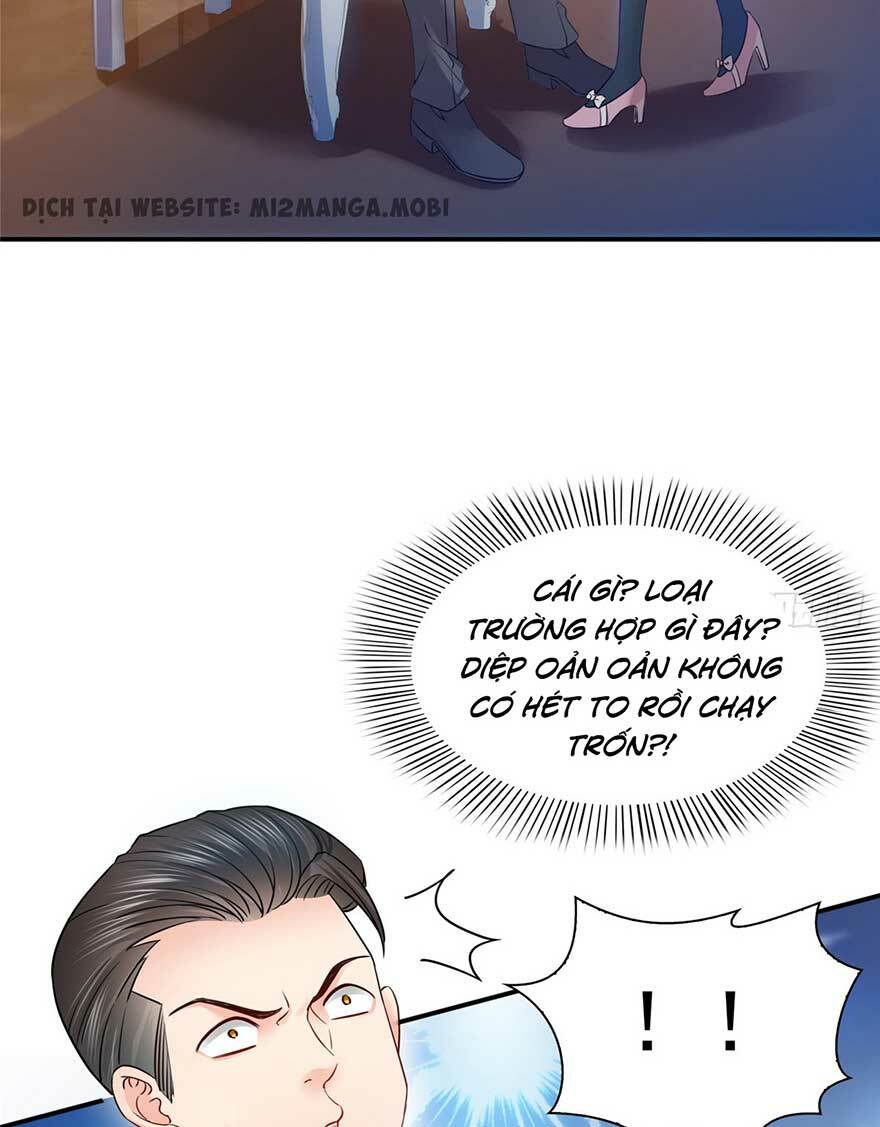 DỊCH TẠI WEBSITE: MI2MANGA.MOBI
CÁI GÌ? LOẠI
TRƯỜNG HỢP GÌ ĐÂY?
DIỆP OẢN OẢN KHÔNG
CÓ HÉT TO RỒI CHẠY
TRỐN?!
! !